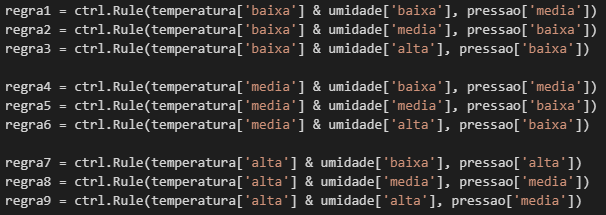 regra1 = ctrl.Rule(temperatura['baixa'] & umidade['baixa'], pressao['media'])
regra2 = ctrl.Rule(temperatura['baixa'] & umidade['media'], pressao['baixa'])
regra3 = ctrl.Rule(temperatura['baixa'] & umidade['alta'], pressao['baixa'])
regra4 = ctrl.Rule(temperatura['media'] & umidade['baixa'], pressao['media'])
regra5 = ctrl.Rule(temperatura['media'] & umidade['media'], pressao['baixa'])
regra6 = ctrl.Rule(temperatura['media'] & umidade['alta'], pressao['baixa'])
regra7 = ctrl.Rule(temperatura['alta'] & umidade['baixa'], pressao['alta'])
regra8 = ctrl.Rule(temperatura['alta'] & umidade['media'], pressao['media'])
regra9 = ctrl.Rule(temperatura['alta'] & umidade['alta'], pressao['media'])